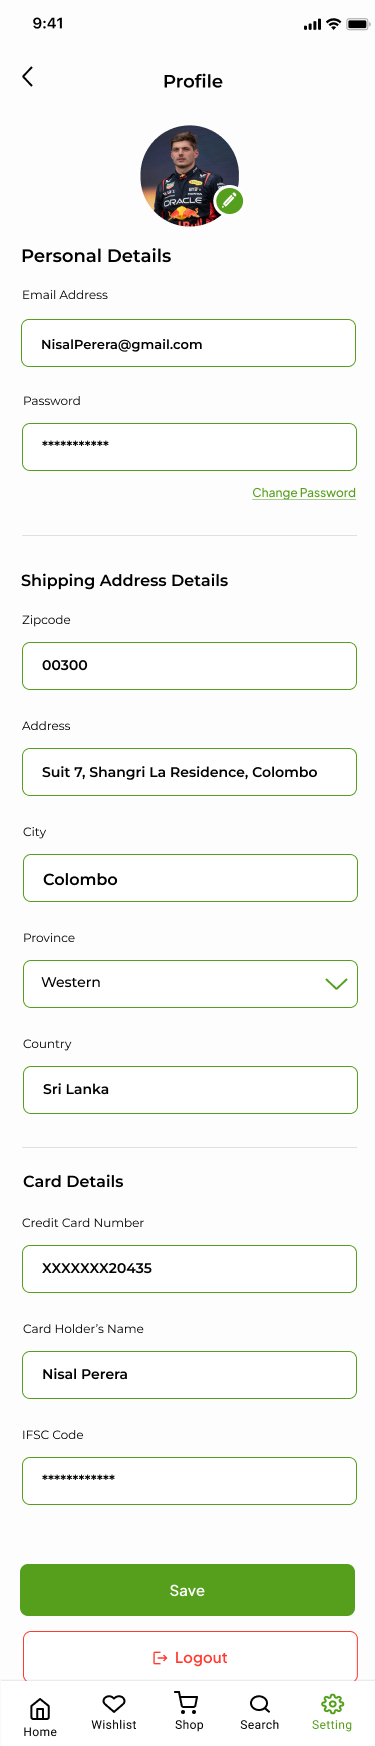 9:41
Profile
ORACLE
Personal Details
Email Address
NisalPerera@gmail.com
Password
***********
Change Password
Shipping Address Details
Zipcode
00300
Address
Suit 7, Shangri La Residence, Colombo
City
Colombo
Province
Western
Country
Sri Lanka
Card Details
Credit Card Number
XXXXXXX20435
Card Holder's Name
Nisal Perera
IFSC Code
************
Save
Logout
Home Wishlist Shop Search Setting